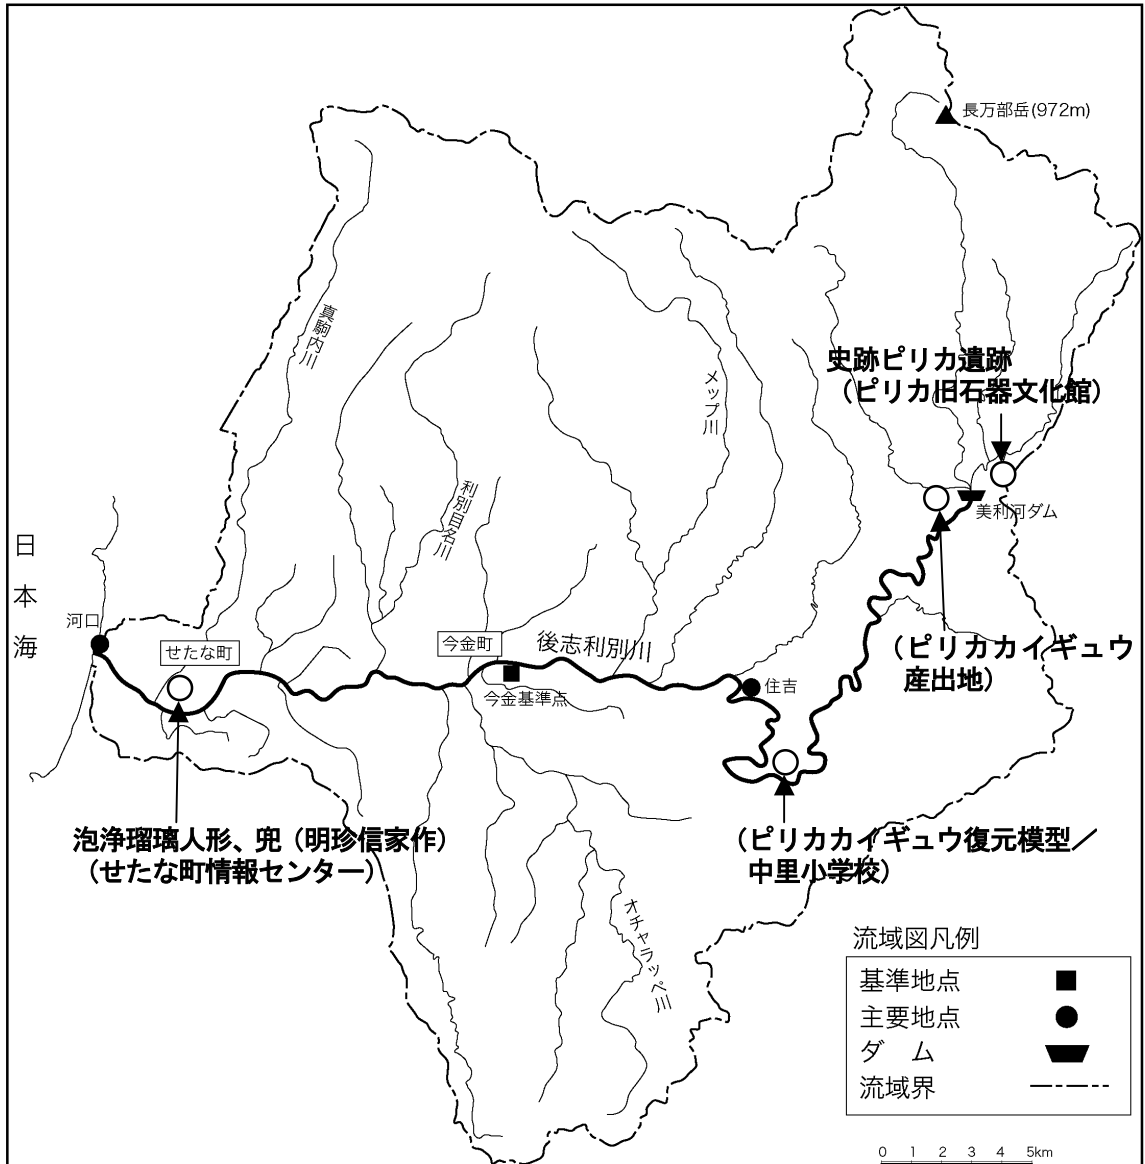 長万部岳(972m)
史跡ピリカ遺跡
（ピリカ旧石器文化館）
真駒内川
メップ川
利別目名川
美利河ダム
日本海
河口
せたな町
今金町
後志利別川
今金基準点
住吉
（ピリカカイギュウ
産出地）
泡浄瑠璃人形、兜（明珍信家作）
（せたな町情報センター）
（ピリカカイギュウ復元模型／
中里小学校）
オチャラッペ川
流域図凡例
基準地点
主要地点
ダ　ム
流域界
0 1 2 3 4 5km